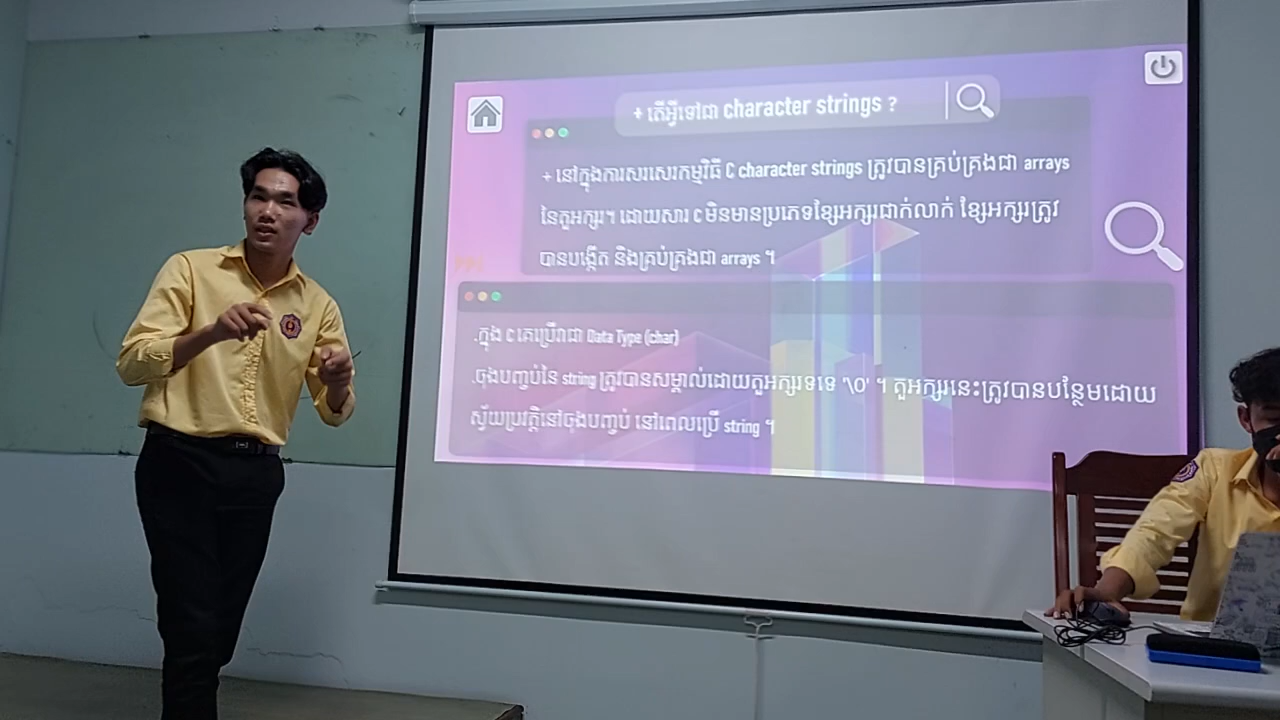 + តើអ្វីទៅជា character strings ?
+ នៅក្នុងការសរសេរកម្មវិធី C character strings ត្រូវបានគ្រប់គ្រងជា arrays
នៃតួអក្សរ។ ដោយសារ C មិនមានប្រភេទខ្សែអក្សរជាក់លាក់ ខ្សែអក្សរត្រូវ
បានបង្កើត និងគ្រប់គ្រងជា arrays ។
.ក្នុង C គេប្រើវាជា Data Type (char)
.ចុងបញ្ចប់នៃ string ត្រូវបានសម្គាល់ដោយតួអក្សរទទេ '\0' ។ តួអក្សរនេះត្រូវបានបន្ថែមដោយ
ស្វ័យប្រវត្តិនៅចុងបញ្ចប់ នៅពេលប្រើ string ។